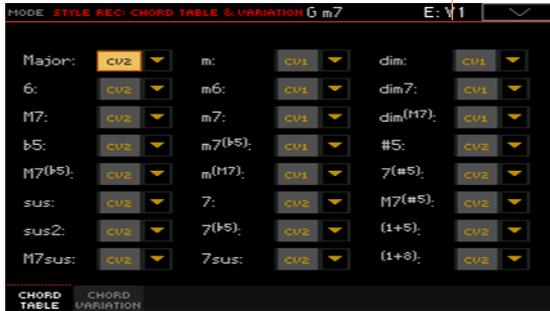 MODE STYLE REC: CHORD TABLE & VARIATION G m7 E: V1
Major: CV2 m: CV1 dim: CV1
6: CV2 m6: CV1 dim7: CV1
M7: CV2 m7: CV1 dim(M7): CV1
b5: CV2 m7(b5): CV1 #5: CV2
M7(b5): CV2 m(M7): CV1 7(#5): CV2
sus: CV2 7: CV2 M7(#5): CV2
sus2: CV2 7(b5): CV2 (1+5): CV2
M7sus: CV2 7sus: CV2 (1+8): CV2
CHORD CHORD
TABLE VARIATION